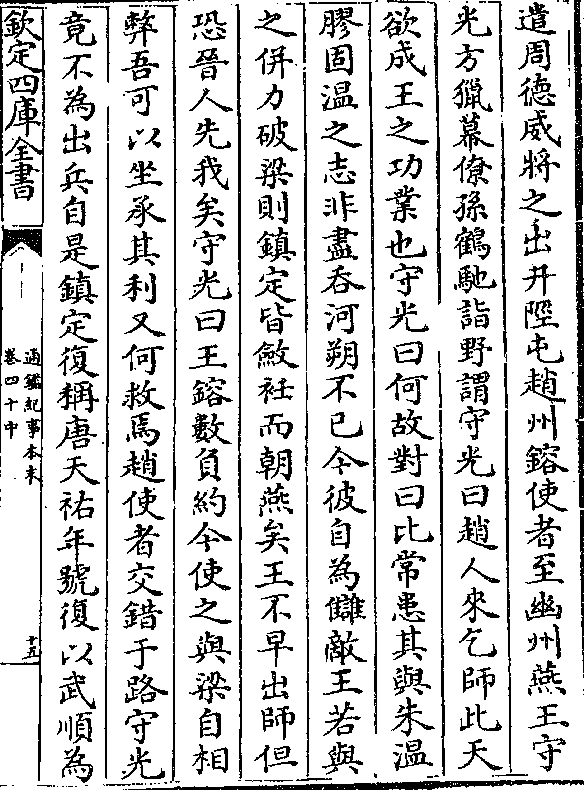 遣周德威將之出井陘屯趙州鎔使者至幽州燕王守
光方獵幕僚孫鶴馳詣野謂守光曰趙人來乞師此天
欲成王之功業也守光曰何故對曰比常患其與朱溫
膠固溫之志非盡吞河朔不已今彼自為讎敵王若與
之併力破梁則鎮定皆斂衽而朝燕矣王不早出師但
恐晉人先我矣守光曰王鎔數負約今使之與梁自相
弊吾可以坐承其利又何救焉趙使者交錯于路守光
竟不為出兵自是鎮定復稱唐天祐年號復以武順為
欽定四庫全書
通鑑紀事本末
卷四十中
十五